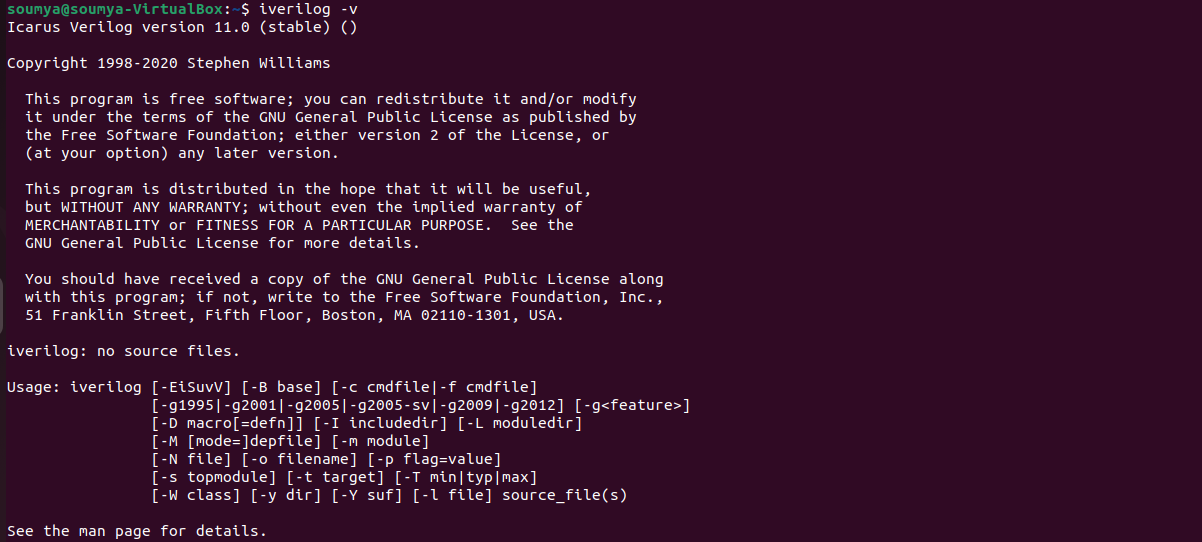 soumya@soumya-VirtualBox:~$ iverilog -v
Icarus Verilog version 11.0 (stable) ()
Copyright 1998-2020 Stephen Williams
This program is free software; you can redistribute it and/or modify
it under the terms of the GNU General Public License as published by
the Free Software Foundation; either version 2 of the License, or
(at your option) any later version.
This program is distributed in the hope that it will be useful,
but WITHOUT ANY WARRANTY; without even the implied warranty of
MERCHANTABILITY or FITNESS FOR A PARTICULAR PURPOSE.  See the
GNU General Public License for more details.
You should have received a copy of the GNU General Public License along
with this program; if not, write to the Free Software Foundation, Inc.,
51 Franklin Street, Fifth Floor, Boston, MA 02110-1301, USA.
iverilog: no source files.
Usage: iverilog [-EiSuvV] [-B base] [-c cmdfile|-f cmdfile]
[-g1995|-g2001|-g2005|-g2005-sv|-g2009|-g2012] [-g<feature>]
[-D macro[=defn]] [-I includedir] [-L moduledir]
[-M [mode=]depfile] [-m module]
[-N file] [-o filename] [-p flag=value]
[-s topmodule] [-t target] [-T min|typ|max]
[-W class] [-y dir] [-Y suf] [-l file] source_file(s)
See the man page for details.